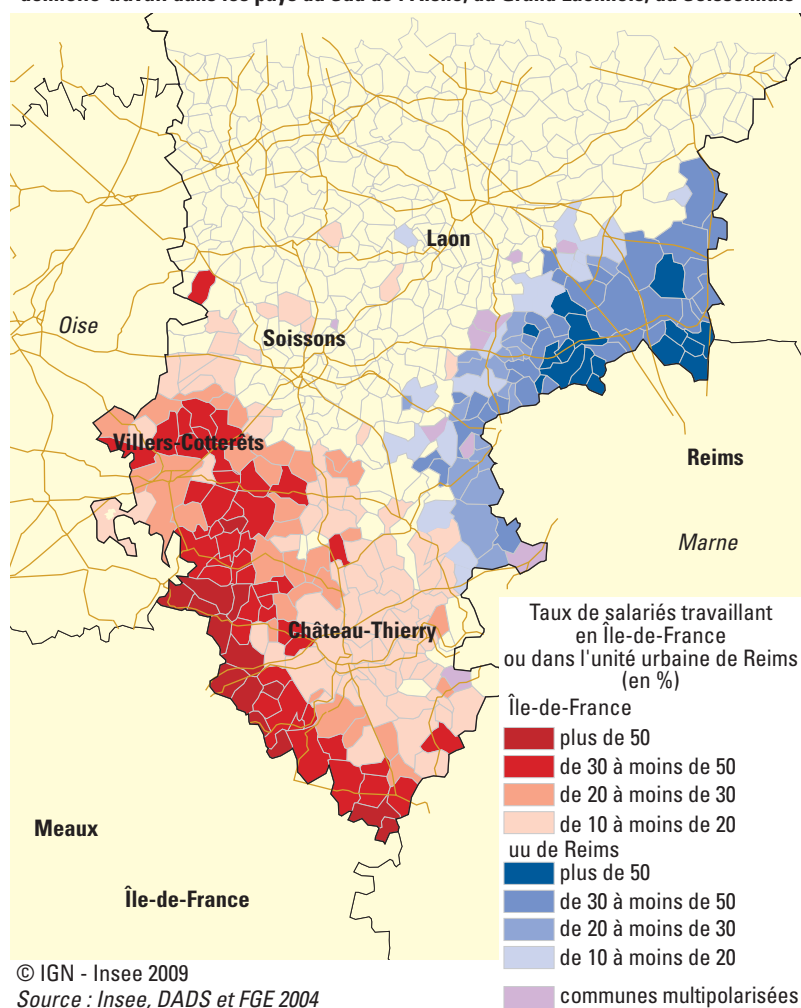 Laon
Oise
Soissons
Villers-Cotterêts
Reims
Marne
Château-Thierry
Meaux
Île-de-France
Taux de salariés travaillant
en Île-de-France
ou dans l'unité urbaine de Reims
(en %)
Île-de-France
plus de 50
de 30 à moins de 50
de 20 à moins de 30
de 10 à moins de 20
uu de Reims
plus de 50
de 30 à moins de 50
de 20 à moins de 30
de 10 à moins de 20
communes multipolarisées
© IGN - Insee 2009
Source : Insee, DADS et FGE 2004